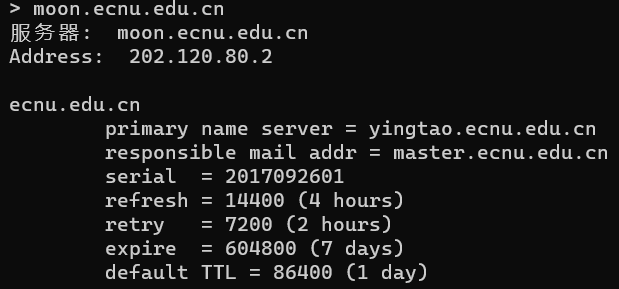 > moon.ecnu.edu.cn
服务器:  moon.ecnu.edu.cn
Address:  202.120.80.2

ecnu.edu.cn
        primary name server = yingtao.ecnu.edu.cn
        responsible mail addr = master.ecnu.edu.cn
        serial  = 2017092601
        refresh = 14400 (4 hours)
        retry   = 7200 (2 hours)
        expire  = 604800 (7 days)
        default TTL = 86400 (1 day)